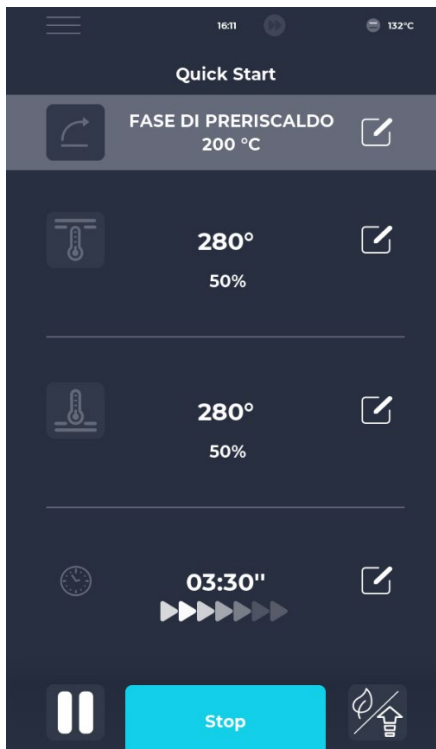 16:11
132°C
Quick Start
FASE DI PRERISCALDO
200 °C
280°
50%
280°
50%
03:30''
Stop